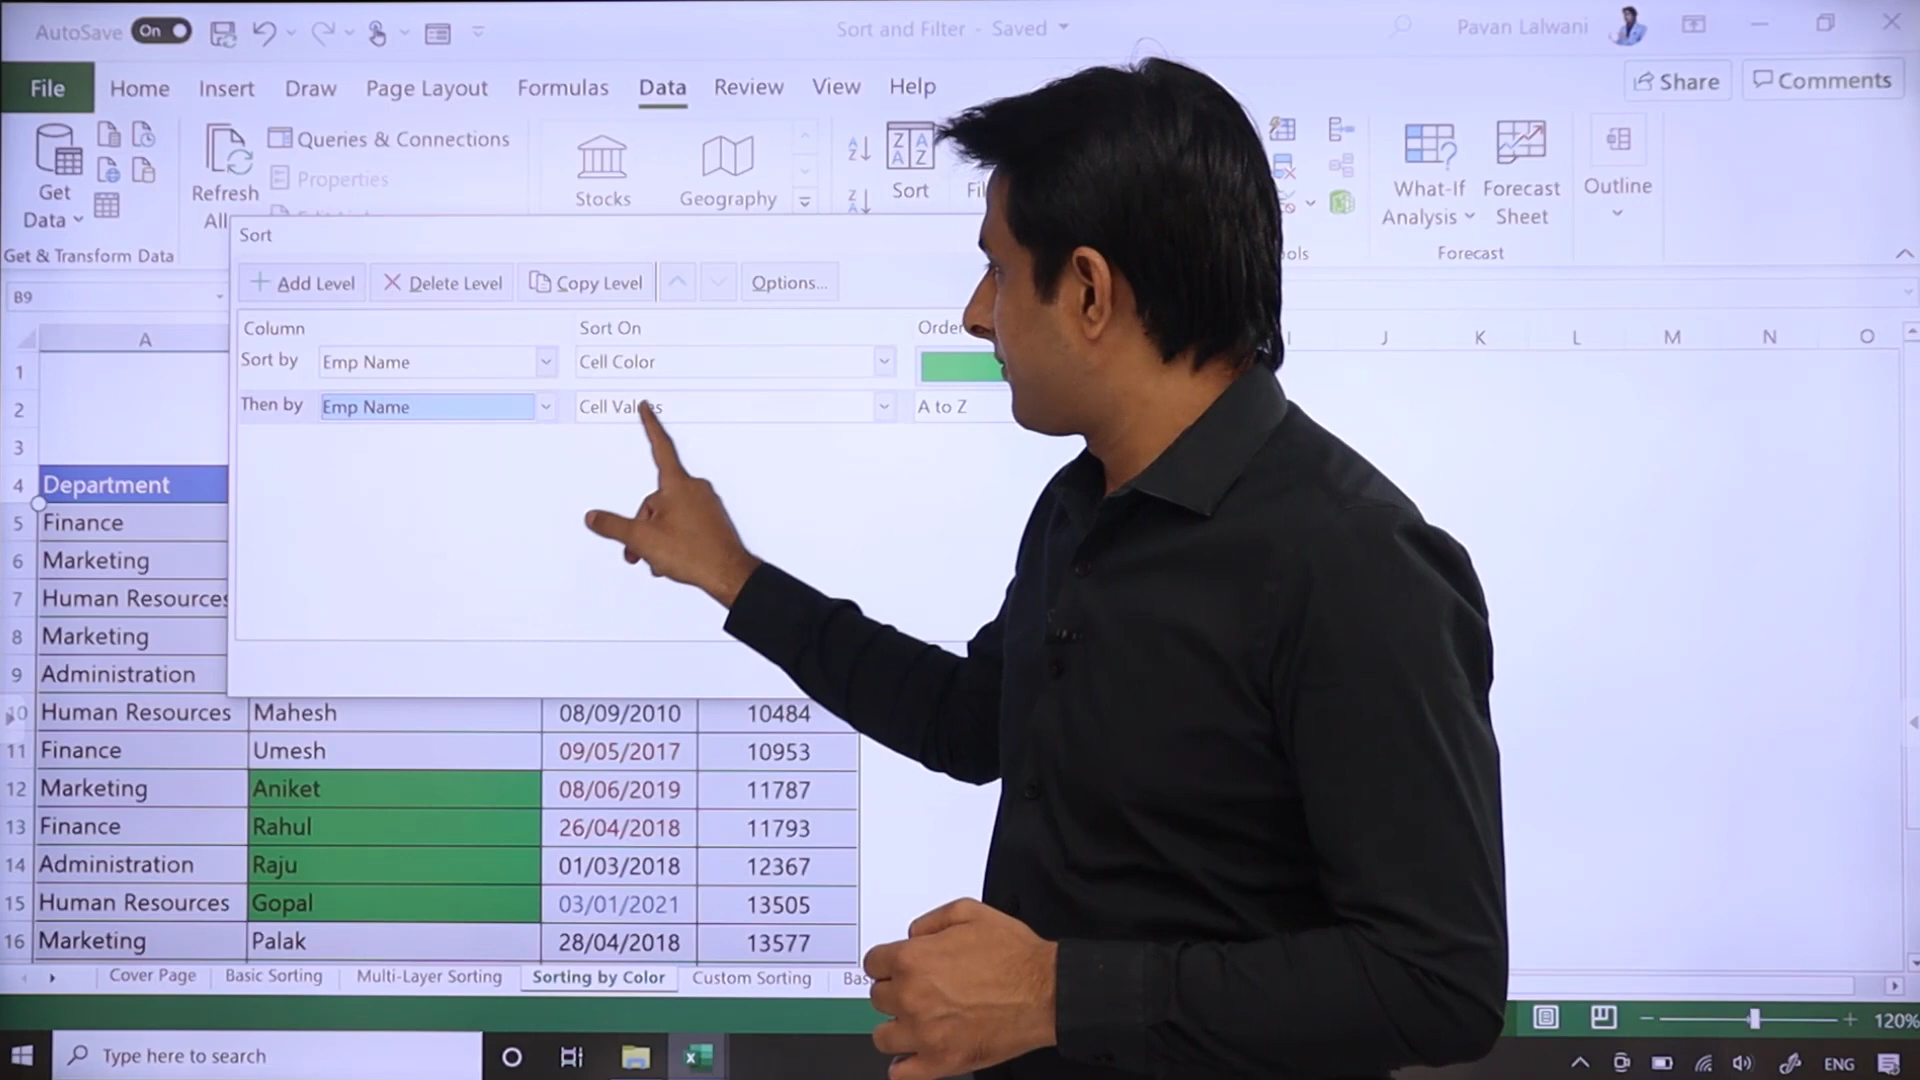 AutoSave On Sort and Filter - Saved Pavan Lalwani
File Home Insert Draw Page Layout Formulas Data Review View Help Share Comments
Queries & Connections
Properties
Get
Data
Refresh
All
Stocks Geography
Sort
What-If
Analysis
Forecast
Sheet
Outline
Get & Transform Data
Forecast
Sort
Add Level Delete Level Copy Level Options...
B9
Column Sort On Order
Sort by Emp Name Cell Color
Then by Emp Name Cell Values A to Z
A I J K L M N O
1
2
3
4 Department
5 Finance
6 Marketing
7 Human Resources
8 Marketing
9 Administration
10 Human Resources Mahesh 08/09/2010 10484
11 Finance Umesh 09/05/2017 10953
12 Marketing Aniket 08/06/2019 11787
13 Finance Rahul 26/04/2018 11793
14 Administration Raju 01/03/2018 12367
15 Human Resources Gopal 03/01/2021 13505
16 Marketing Palak 28/04/2018 13577
Cover Page Basic Sorting Multi-Layer Sorting Sorting by Color Custom Sorting
120%
Type here to search ENG